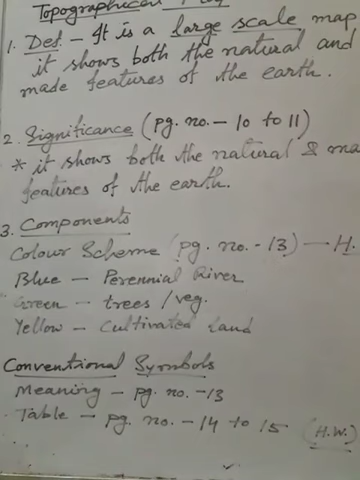 Topographical Map
1. Def. – It is a large scale map
it shows both the natural and
made features of the earth.
2. Significance (pg. no. – 10 to 11)
* it shows both the natural & ma
features of the earth.
3. Components
Colour Scheme (pg. no. - 13) — H.
Blue – Perennial River
Green – trees / veg.
Yellow – Cultivated Land
Conventional Symbols
Meaning – pg. no. –13
Table – pg. no. – 14 to 15 (H.W.)